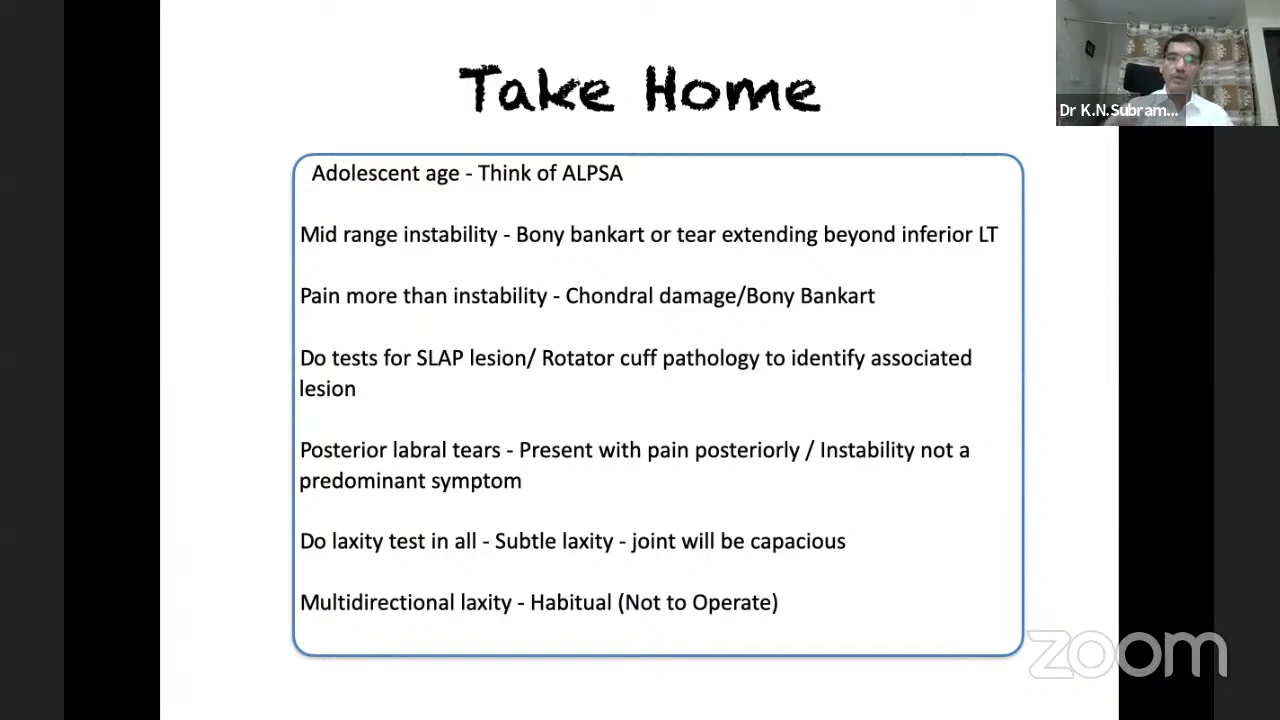 Take Home
Dr K.N.Subram...
Adolescent age - Think of ALPSA
Mid range instability - Bony bankart or tear extending beyond inferior LT
Pain more than instability - Chondral damage/Bony Bankart
Do tests for SLAP lesion/ Rotator cuff pathology to identify associated
lesion
Posterior labral tears - Present with pain posteriorly / Instability not a
predominant symptom
Do laxity test in all - Subtle laxity - joint will be capacious
Multidirectional laxity - Habitual (Not to Operate)
zoom